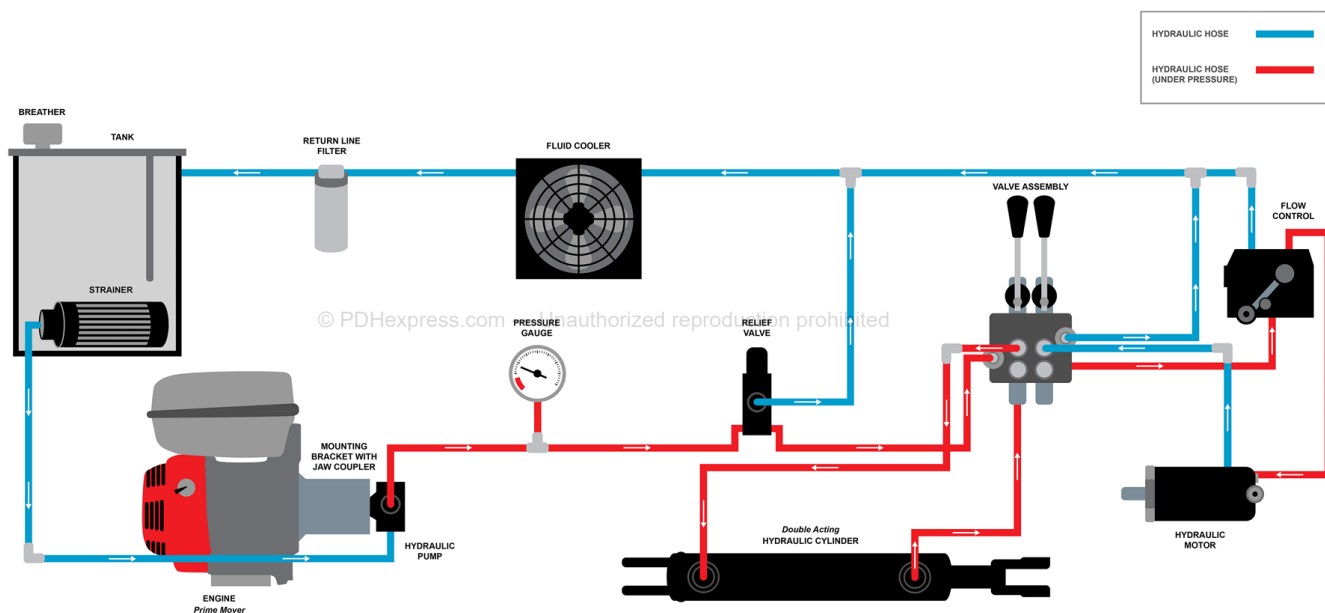 HYDRAULIC HOSE
HYDRAULIC HOSE
(UNDER PRESSURE)
BREATHER
TANK
RETURN LINE
FILTER
FLUID COOLER
VALVE ASSEMBLY
FLOW
CONTROL
STRAINER
© PDHexpress.com Unauthorized reproduction prohibited
PRESSURE
GAUGE
RELIEF
VALVE
MOUNTING
BRACKET WITH
JAW COUPLER
HYDRAULIC
PUMP
Double Acting
HYDRAULIC CYLINDER
HYDRAULIC
MOTOR
ENGINE
Prime Mover